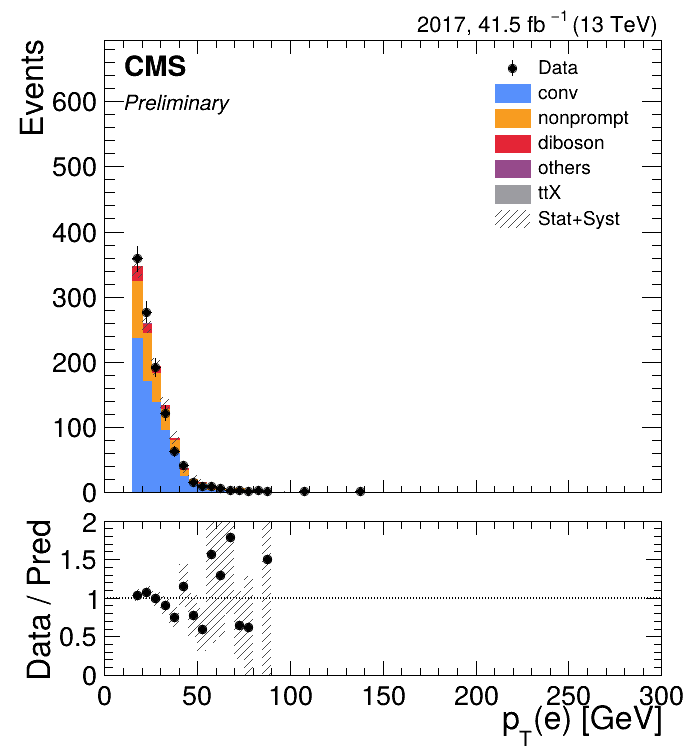 2017, 41.5 fb⁻¹ (13 TeV)
CMS
Preliminary
Data
conv
nonprompt
diboson
others
ttX
Stat+Syst
Events
600
500
400
300
200
100
0
Data / Pred
2
1.5
1
0.5
0
0 50 100 150 200 250 300
p_T(e) [GeV]